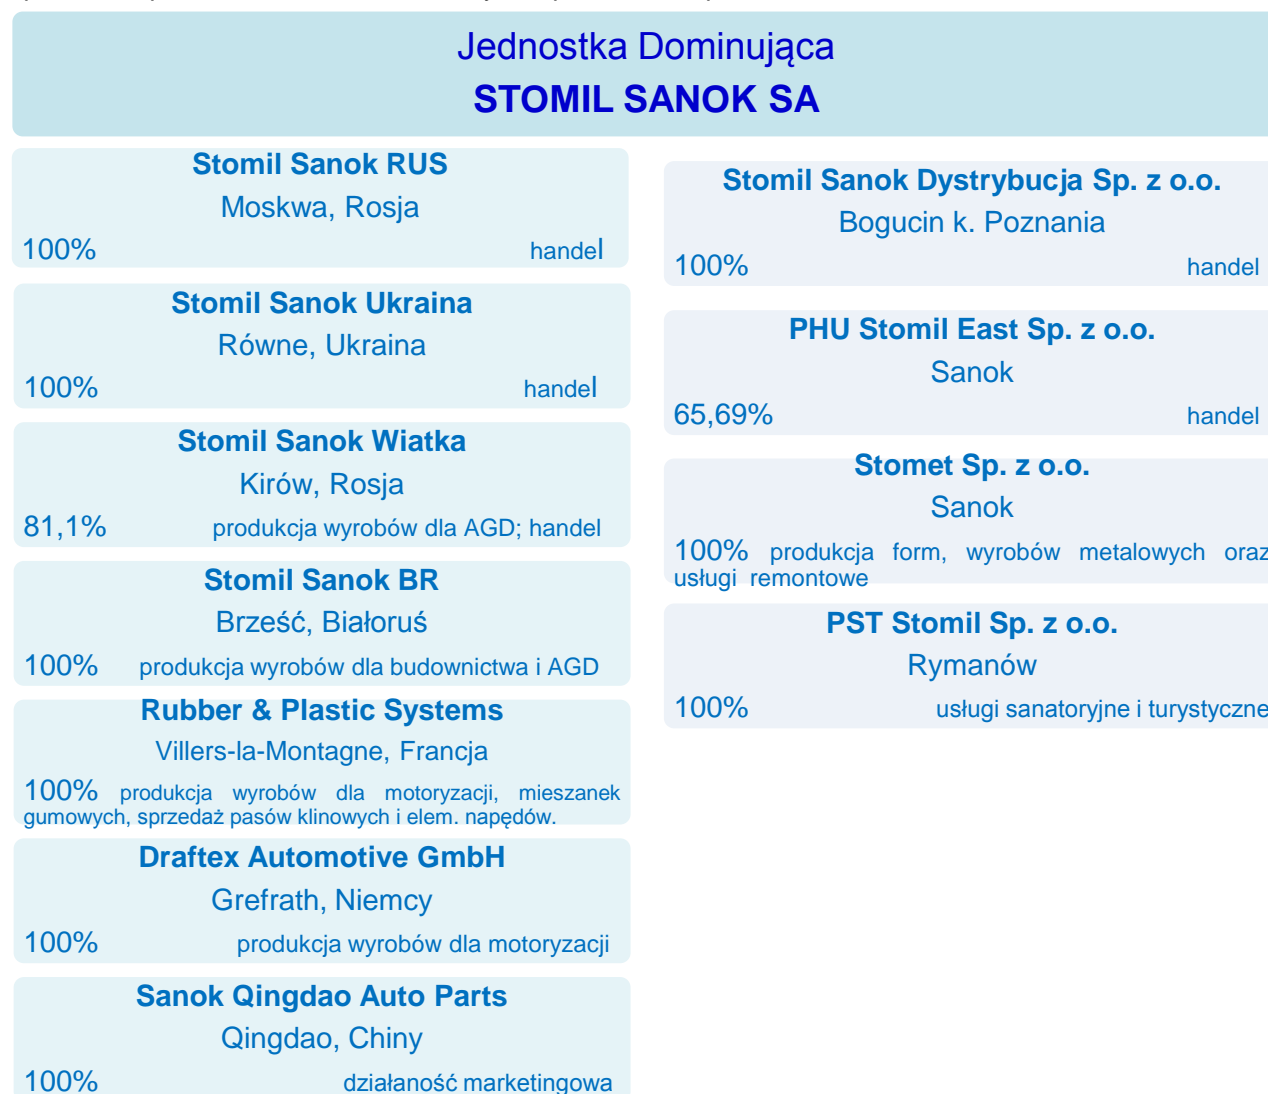 Jednostka Dominująca
STOMIL SANOK SA
Stomil Sanok RUS
Moskwa, Rosja
100% handel
Stomil Sanok Ukraina
Równe, Ukraina
100% handel
Stomil Sanok Wiatka
Kirów, Rosja
81,1% produkcja wyrobów dla AGD; handel
Stomil Sanok BR
Brześć, Białoruś
100% produkcja wyrobów dla budownictwa i AGD
Rubber & Plastic Systems
Villers-la-Montagne, Francja
100% produkcja wyrobów dla motoryzacji, mieszanek
gumowych, sprzedaż pasów klinowych i elem. napędów.
Draftex Automotive GmbH
Grefrath, Niemcy
100% produkcja wyrobów dla motoryzacji
Sanok Qingdao Auto Parts
Qingdao, Chiny
100% działaność marketingowa
Stomil Sanok Dystrybucja Sp. z o.o.
Bogucin k. Poznania
100% handel
PHU Stomil East Sp. z o.o.
Sanok
65,69% handel
Stomet Sp. z o.o.
Sanok
100% produkcja form, wyrobów metalowych oraz
usługi remontowe
PST Stomil Sp. z o.o.
Rymanów
100% usługi sanatoryjne i turystyczne